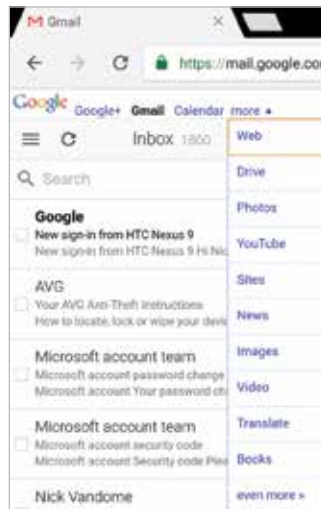 Gmail
https://mail.google.co
Google Google+ Gmail Calendar more
Inbox 1800
Search
Google
New sign-in from HTC Nexus 9
New sign-in from HTC Nexus 9 Hi Nic
AVG
Your AVG Anti-Theft instructions
How to locate, lock or wipe your devi
Microsoft account team
Microsoft account password change
Microsoft account Your password ch
Microsoft account team
Microsoft account security code
Microsoft account Security code Plea
Nick Vandome
Web
Drive
Photos
YouTube
Sites
News
Images
Video
Translate
Books
even more »